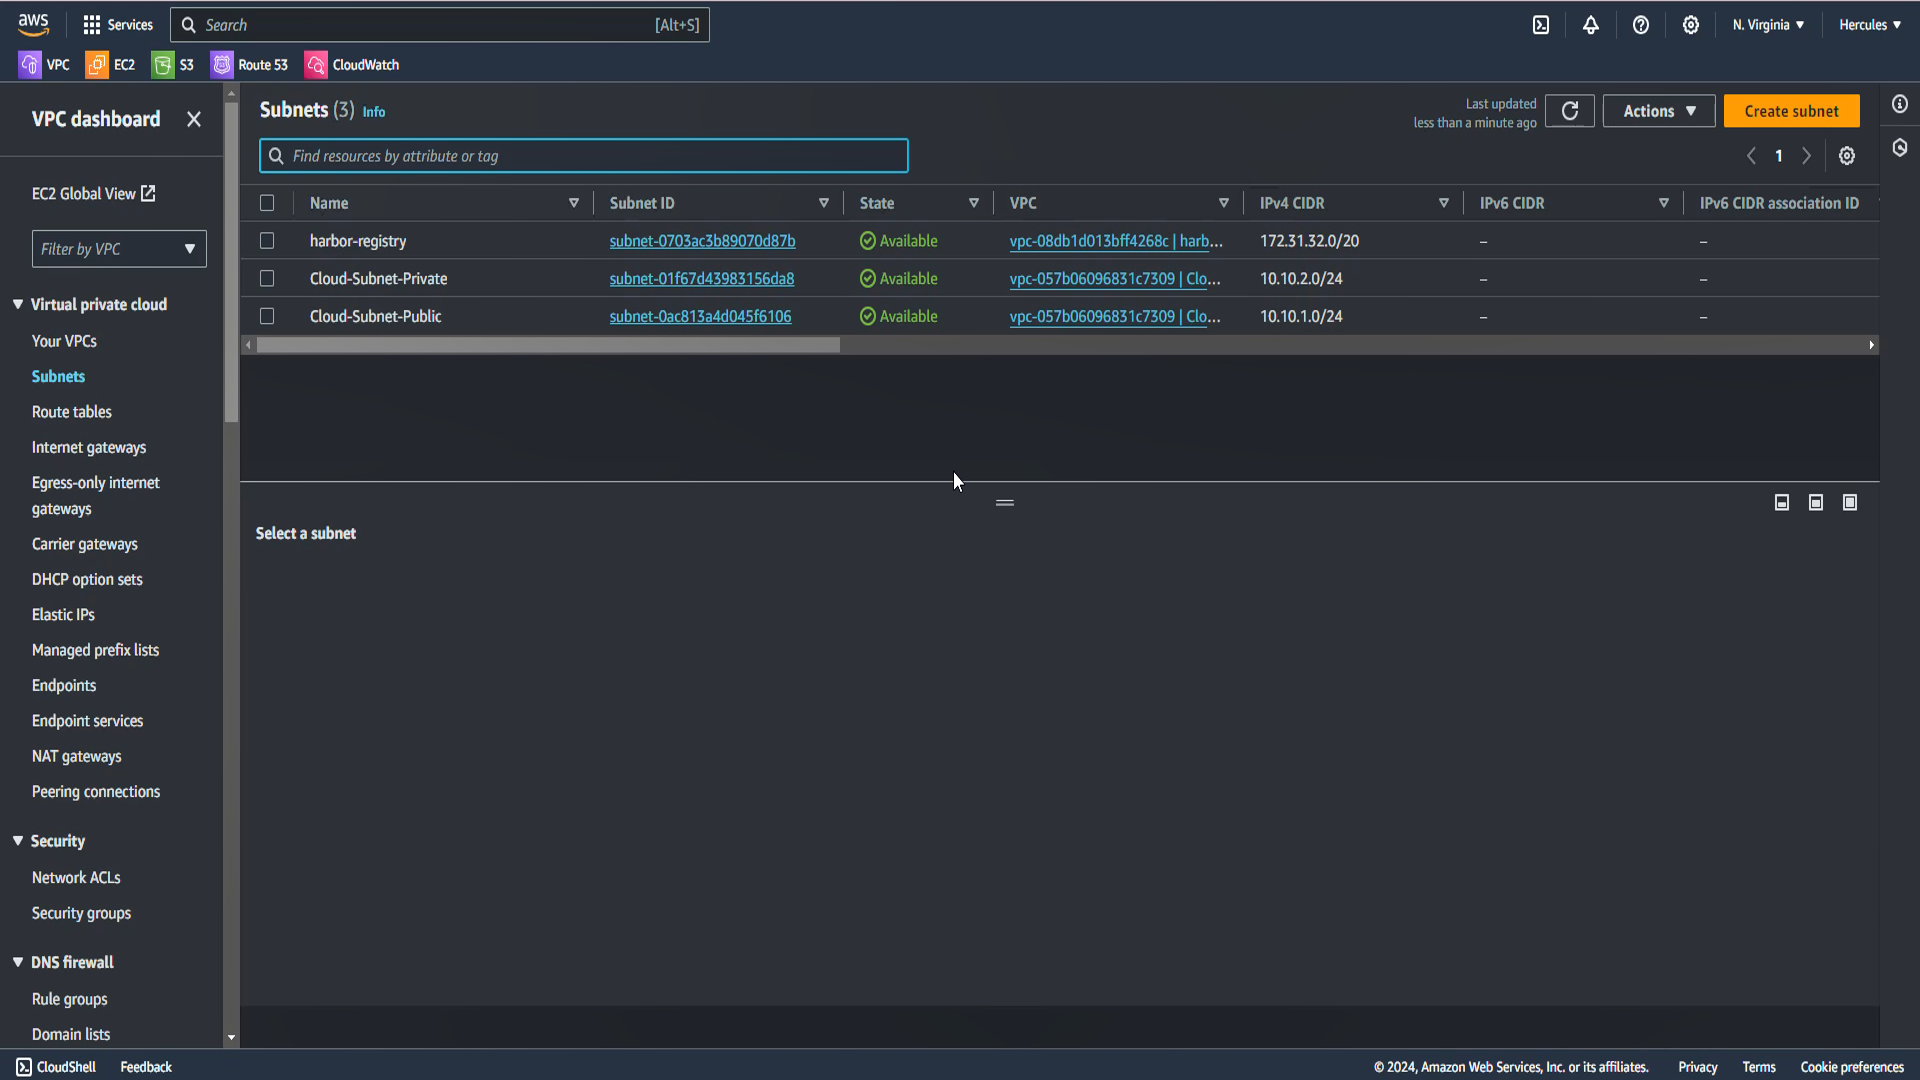 aws
Services
Search
[Alt+S]
N. Virginia
Hercules
VPC
EC2
S3
Route 53
CloudWatch
VPC dashboard
EC2 Global View
Filter by VPC
Virtual private cloud
Your VPCs
Subnets
Route tables
Internet gateways
Egress-only internet
gateways
Carrier gateways
DHCP option sets
Elastic IPs
Managed prefix lists
Endpoints
Endpoint services
NAT gateways
Peering connections
Security
Network ACLs
Security groups
DNS firewall
Rule groups
Domain lists
Subnets (3) Info
Last updated
less than a minute ago
Actions
Create subnet
Find resources by attribute or tag
1
Name Subnet ID State VPC IPv4 CIDR IPv6 CIDR IPv6 CIDR association ID
harbor-registry subnet-0703ac3b89070d87b Available vpc-08db1d013bff4268c | harb... 172.31.32.0/20 – –
Cloud-Subnet-Private subnet-01f67d43983156da8 Available vpc-057b06096831c7309 | Clo... 10.10.2.0/24 – –
Cloud-Subnet-Public subnet-0ac813a4d045f6106 Available vpc-057b06096831c7309 | Clo... 10.10.1.0/24 – –
Select a subnet
CloudShell
Feedback
© 2024, Amazon Web Services, Inc. or its affiliates.
Privacy
Terms
Cookie preferences